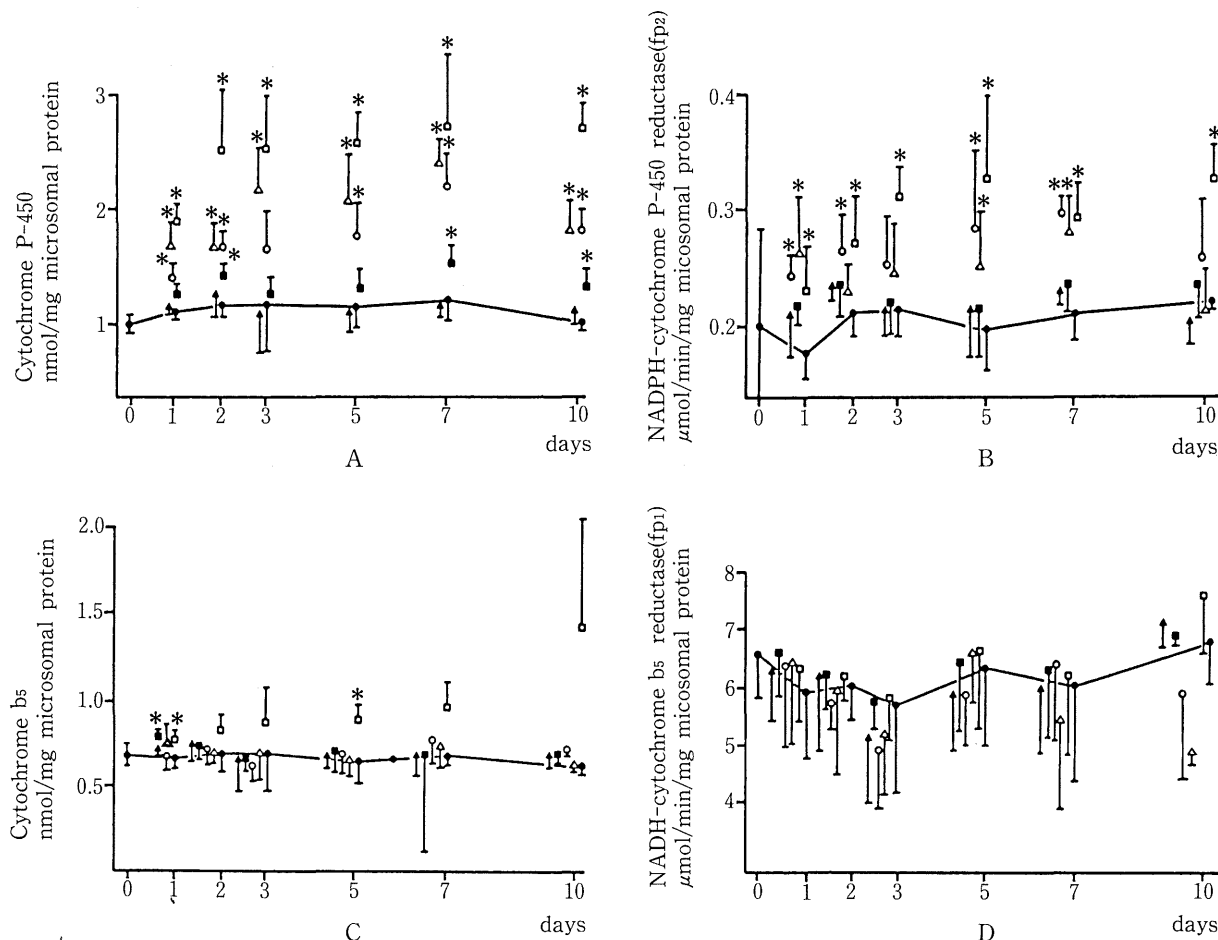 Cytochrome P-450
nmol/mg microsomal protein
3
2
1
* * * * * * * * * * * * * * * * * *
0 1 2 3 5 7 10
days
A
NADPH-cytochrome P-450 reductase(fp2)
μmol/min/mg micosomal protein
0.4
0.3
0.2
* * * * * * * * * * * * *
0 1 2 3 5 7 10
days
B
Cytochrome b5
nmol/mg microsomal protein
2.0
1.5
1.0
0.5
* * *
0 1 2 3 5 7 10
days
C
NADH-cytochrome b5 reductase(fp1)
μmol/min/mg micosomal protein
8
7
6
5
4
0 1 2 3 5 7 10
days
D